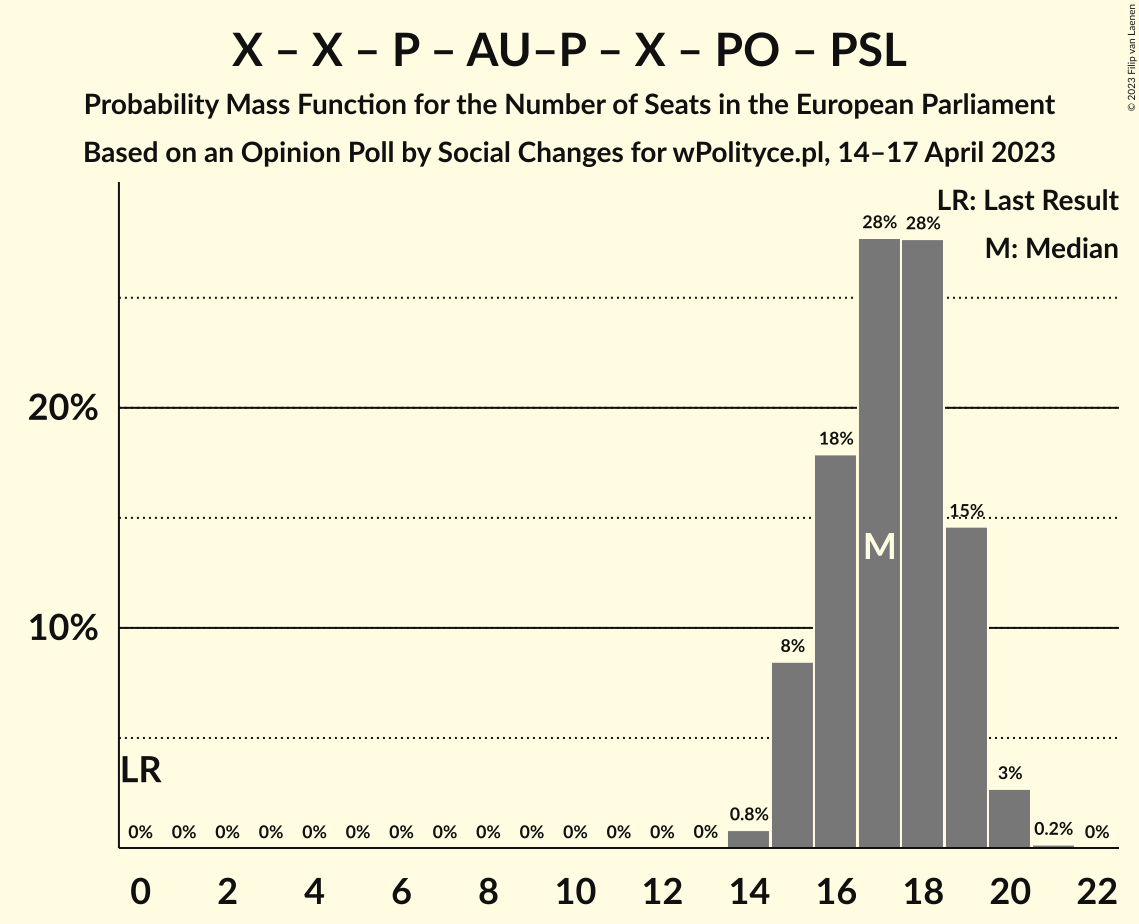 X – X – P – AU–P – X – PO – PSL
Probability Mass Function for the Number of Seats in the European Parliament
Based on an Opinion Poll by Social Changes for wPolityce.pl, 14–17 April 2023
© 2023 Filip van Laenen
LR: Last Result
M: Median
28% 28%
20%
18%
15%
M
10%
8%
LR
3%
0% 0% 0% 0% 0% 0% 0% 0% 0% 0% 0% 0% 0% 0% 0.8% 0.2% 0%
0 2 4 6 8 10 12 14 16 18 20 22